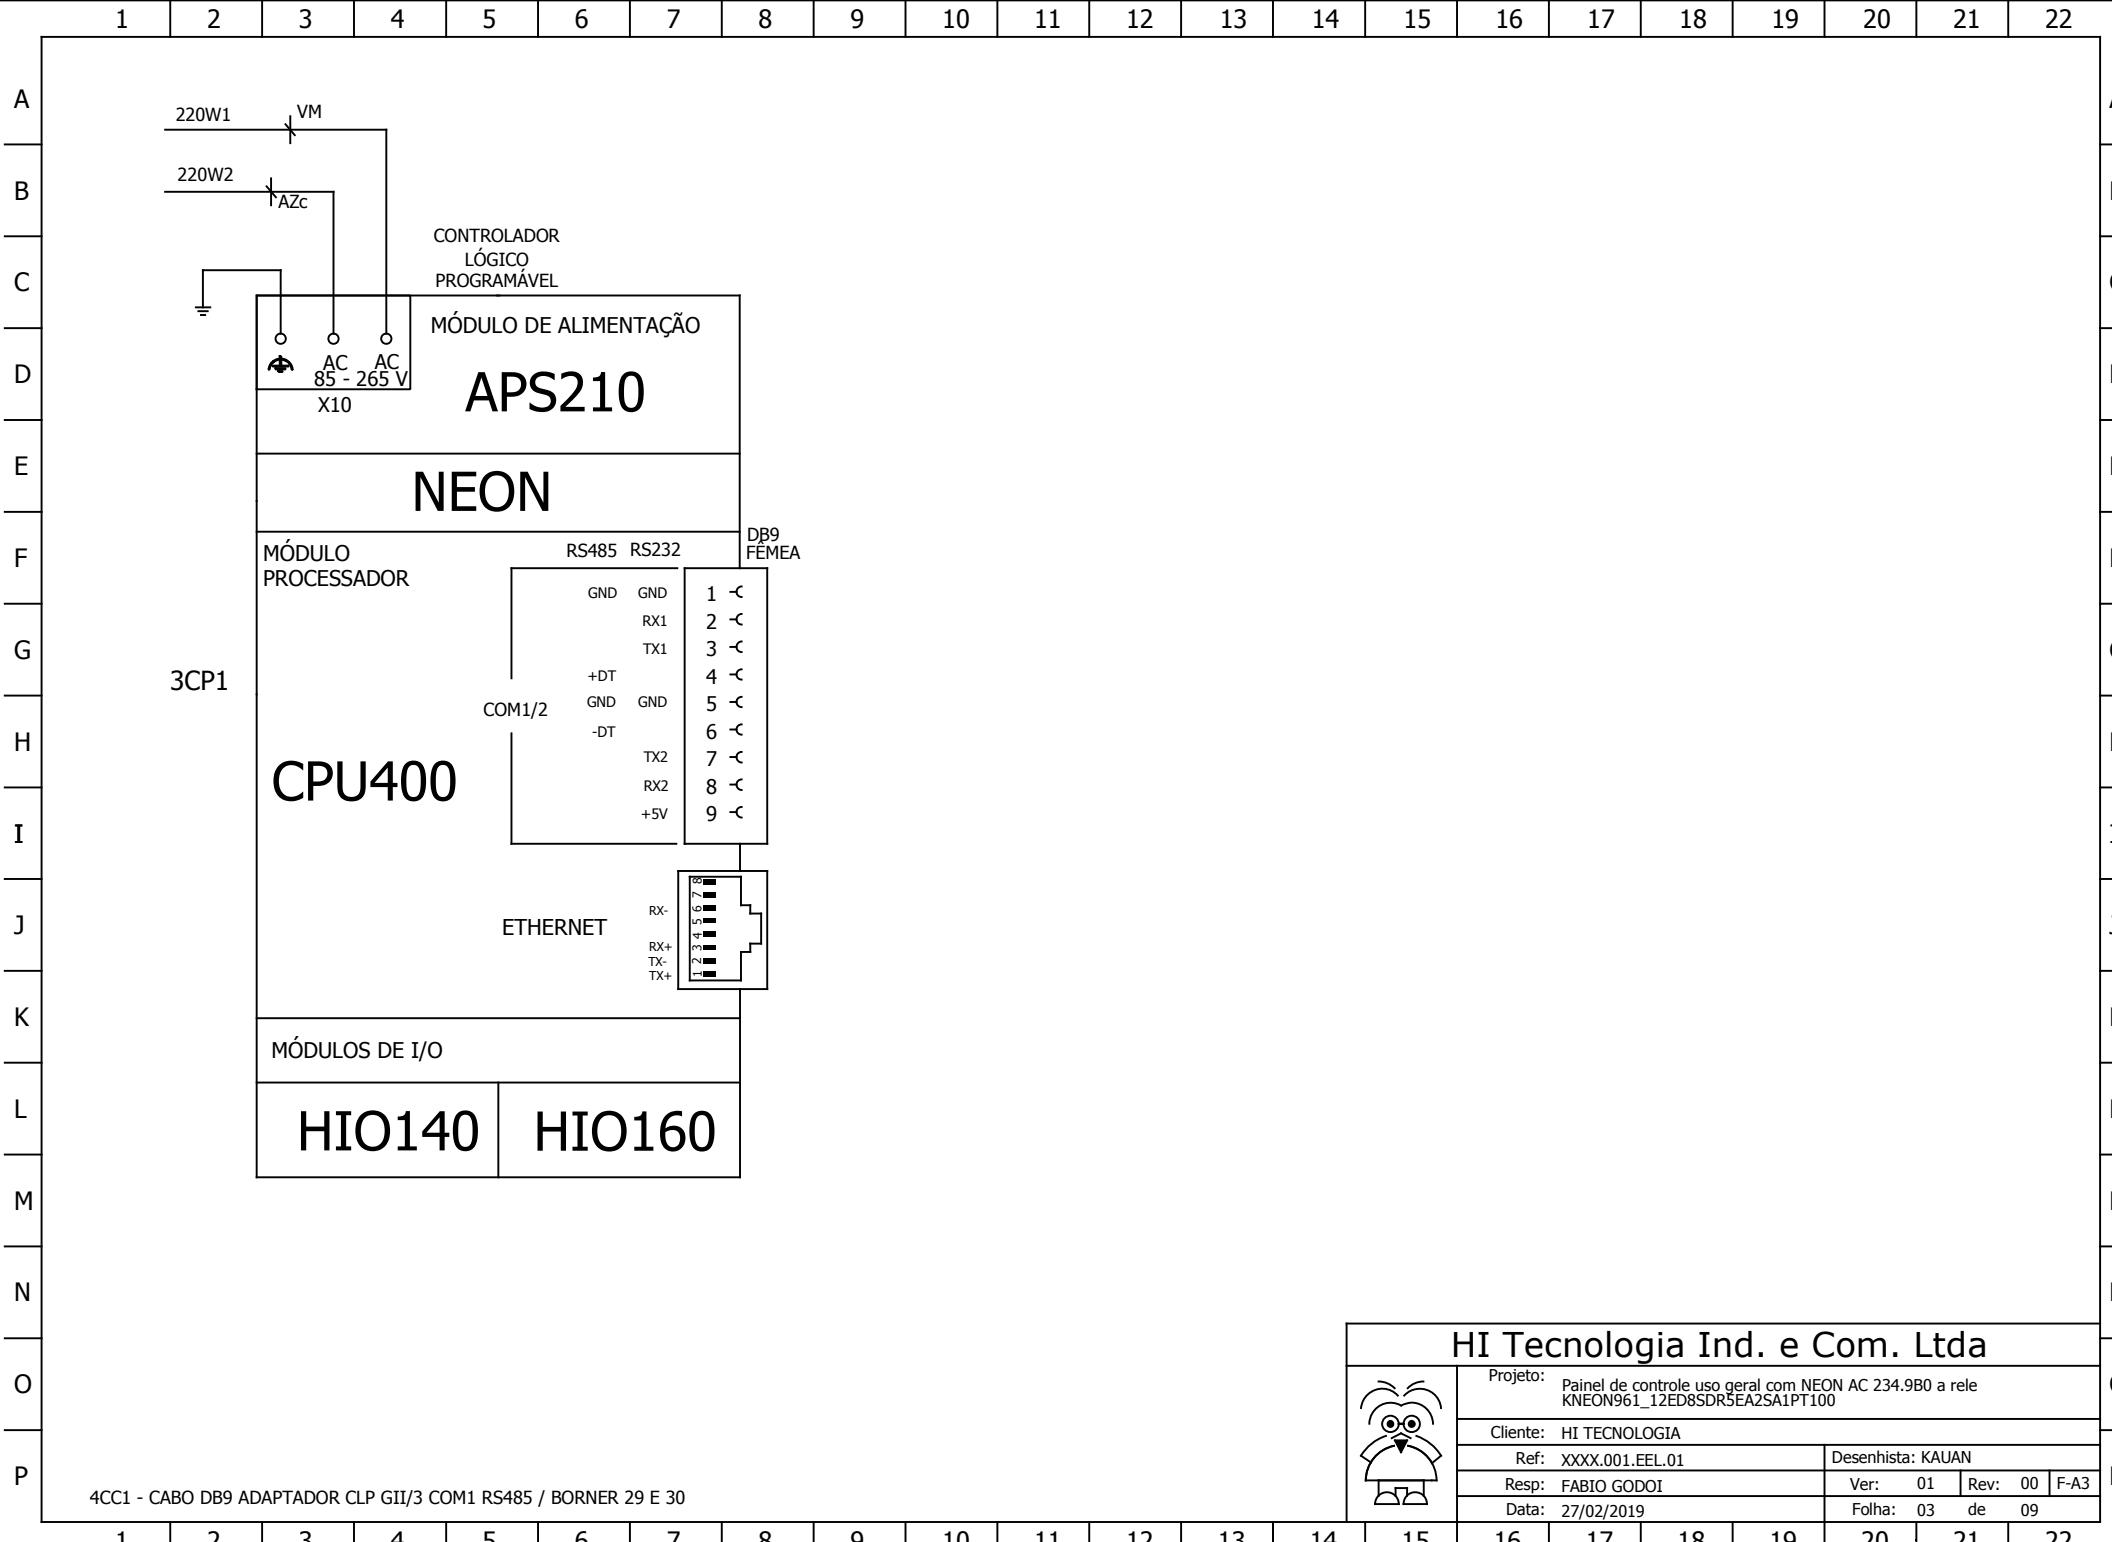 1 2 3 4 5 6 7 8 9 10 11 12 13 14 15 16 17 18 19 20 21 22
A
B
C
D
E
F
G
H
I
J
K
L
M
N
O
P
220W1
VM
220W2
AZc
CONTROLADOR
LÓGICO
PROGRAMÁVEL
MÓDULO DE ALIMENTAÇÃO
AC AC
85 - 265 V
X10
APS210
NEON
MÓDULO
PROCESSADOR
RS485 RS232
DB9
FÊMEA
GND GND 1
RX1 2
TX1 3
+DT 4
GND GND 5
-DT 6
TX2 7
RX2 8
+5V 9
COM1/2
3CP1
CPU400
ETHERNET
RX-
RX+
TX-
TX+
1 2 3 4 5 6 7 8
MÓDULOS DE I/O
HIO140 HIO160
4CC1 - CABO DB9 ADAPTADOR CLP GII/3 COM1 RS485 / BORNER 29 E 30
HI Tecnologia Ind. e Com. Ltda
Projeto: Painel de controle uso geral com NEON AC 234.9B0 a rele
KNEON961_12ED8SDR5EA2SA1PT100
Cliente: HI TECNOLOGIA
Ref: XXXX.001.EEL.01 Desenhista: KAUAN
Resp: FABIO GODOI Ver: 01 Rev: 00 F-A3
Data: 27/02/2019 Folha: 03 de 09
1 2 3 4 5 6 7 8 9 10 11 12 13 14 15 16 17 18 19 20 21 22